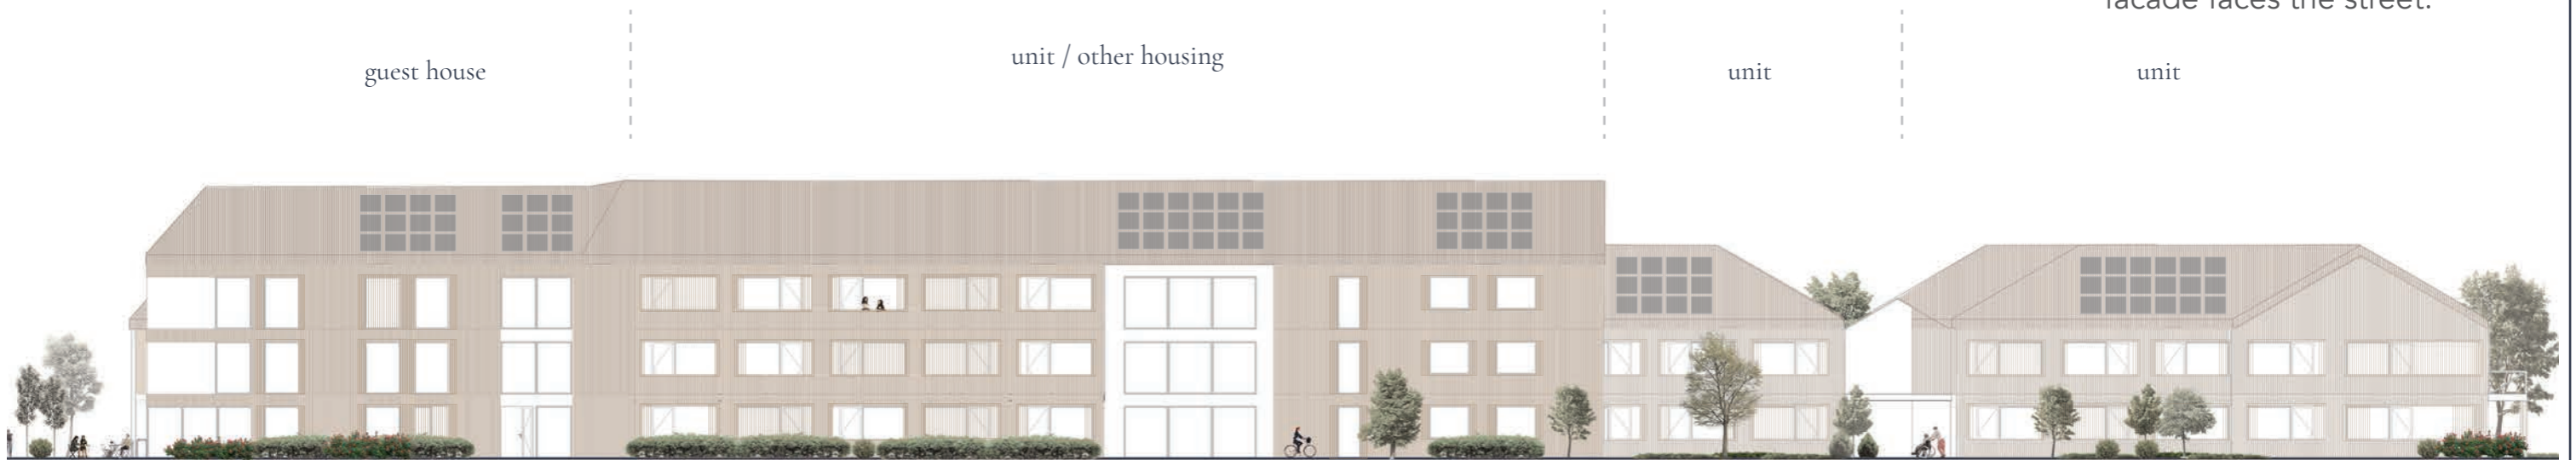 facade faces the street.
guest house
unit / other housing
unit
unit